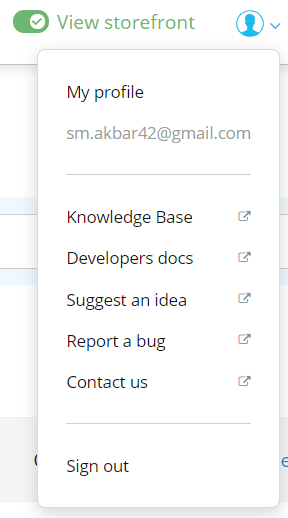 View storefront
My profile
sm.akbar42@gmail.com
Knowledge Base
Developers docs
Suggest an idea
Report a bug
Contact us
Sign out